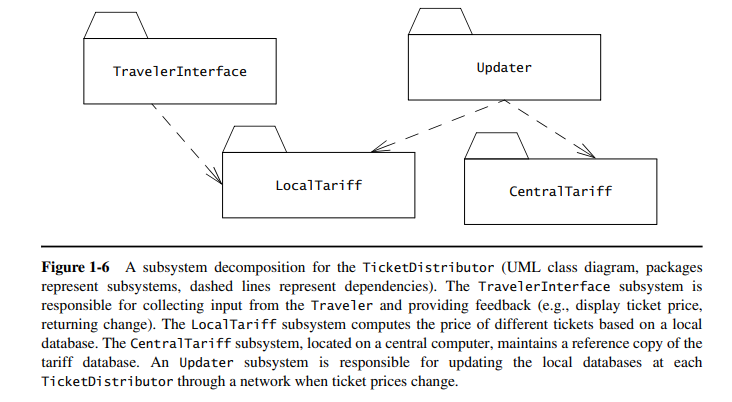 TravelerInterface
Updater
LocalTariff
CentralTariff
Figure 1-6 A subsystem decomposition for the TicketDistributor (UML class diagram, packages
represent subsystems, dashed lines represent dependencies). The TravelerInterface subsystem is
responsible for collecting input from the Traveler and providing feedback (e.g., display ticket price,
returning change). The LocalTariff subsystem computes the price of different tickets based on a local
database. The CentralTariff subsystem, located on a central computer, maintains a reference copy of the
tariff database. An Updater subsystem is responsible for updating the local databases at each
TicketDistributor through a network when ticket prices change.